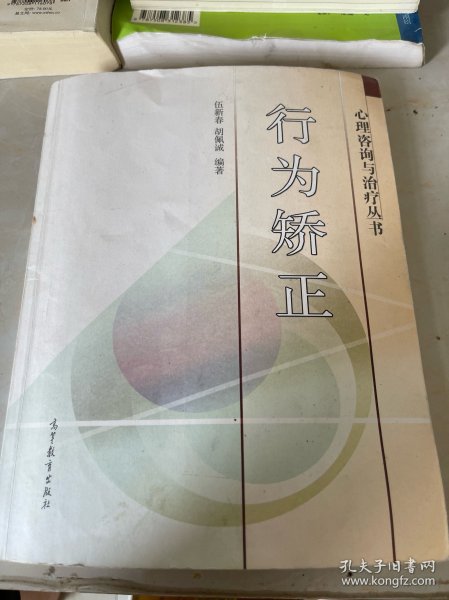 心理咨询与治疗丛书
行为矫正
伍新春 胡佩诚 编著
高等教育出版社
孔夫子旧书网
www.kongfz.com